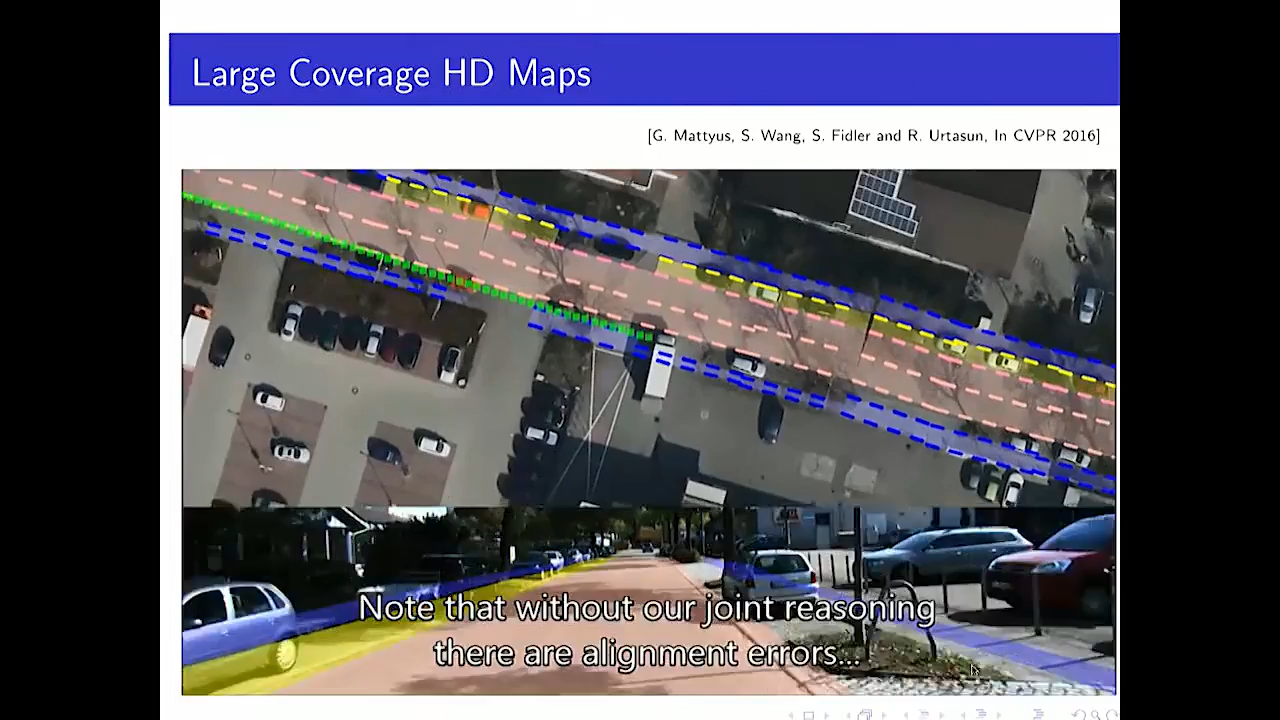 Large Coverage HD Maps
[G. Mattyus, S. Wang, S. Fidler and R. Urtasun, In CVPR 2016]
Note that without our joint reasoning
there are alignment errors...